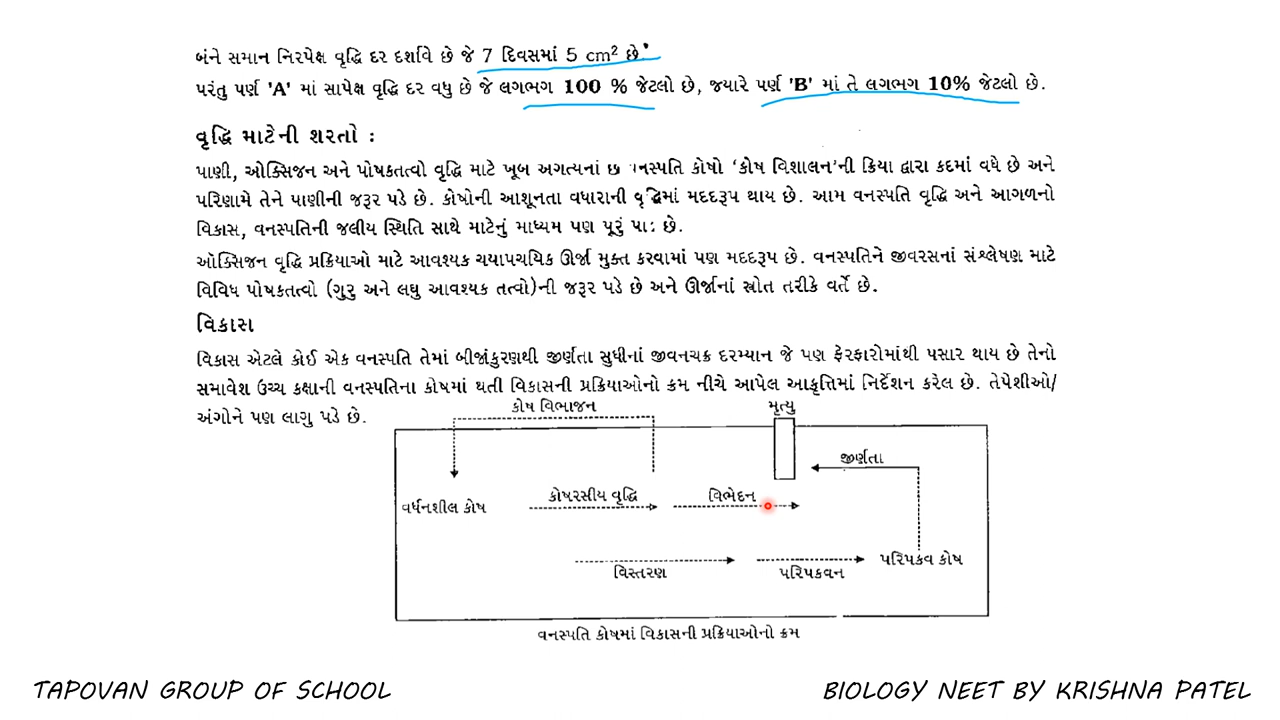 બંને સમાન નિરપેક્ષ વૃદ્ધિ દર દર્શાવે છે જે 7 દિવસમાં 5 cm² છે
પરંતુ પર્ણ 'A' માં સાપેક્ષ વૃદ્ધિ દર વધુ છે જે લગભગ 100 % જેટલો છે, જ્યારે પર્ણ 'B' માં તે લગભગ 10% જેટલો છે.
વૃદ્ધિ માટેની શરતો :
પાણી, ઓક્સિજન અને પોષકતત્વો વૃદ્ધિ માટે ખૂબ અગત્યનાં છે વનસ્પતિ કોષો ‘કોષ વિશાલન’ની ક્રિયા દ્વારા કદમાં વધે છે અને
પરિણામે તેને પાણીની જરૂર પડે છે. કોષોની આશૂનતા વધારાની વૃદ્ધિમાં મદદરૂપ થાય છે. આમ વનસ્પતિ વૃદ્ધિ અને આગળનો
વિકાસ, વનસ્પતિની જલીય સ્થિતિ સાથે માટેનું માધ્યમ પણ પૂરું છે.
ઓક્સિજન વૃદ્ધિ પ્રક્રિયાઓ માટે આવશ્યક ચયાપચયિક ઊર્જા મુક્ત કરવામાં પણ મદદરૂપ છે. વનસ્પતિને જીવરસનાં સંશ્લેષણ માટે
વિવિધ પોષકતત્વો (ગુરુ અને લઘુ આવશ્યક તત્વો)ની જરૂર પડે છે અને ઊર્જાનાં સ્રોત તરીકે વર્તે છે.
વિકાસ
વિકાસ એટલે કોઈ એક વનસ્પતિ તેમાં બીજાંકુરણથી જીર્ણતા સુધીનાં જીવનચક્ર દરમ્યાન જે પણ ફેરફારોમાંથી પસાર થાય છે તેનો
સમાવેશ ઉચ્ચ કક્ષાની વનસ્પતિના કોષમાં થતી વિકાસની પ્રક્રિયાઓનો ક્રમ નીચે આપેલ આકૃત્તિમાં નિર્દેશન કરેલ છે. તેપેશીઓ/
અંગોને પણ લાગુ પડે છે.
કોષ વિભાજન
મૃત્યુ
જીર્ણતા
વર્ધનશીલ કોષ
કોષરસીય વૃદ્ધિ
વિભેદન
વિસ્તરણ
પરિપકવન
પરિપકવ કોષ
વનસ્પતિ કોષમાં વિકાસની પ્રક્રિયાઓનો ક્રમ
TAPOVAN GROUP OF SCHOOL
BIOLOGY NEET BY KRISHNA PATEL